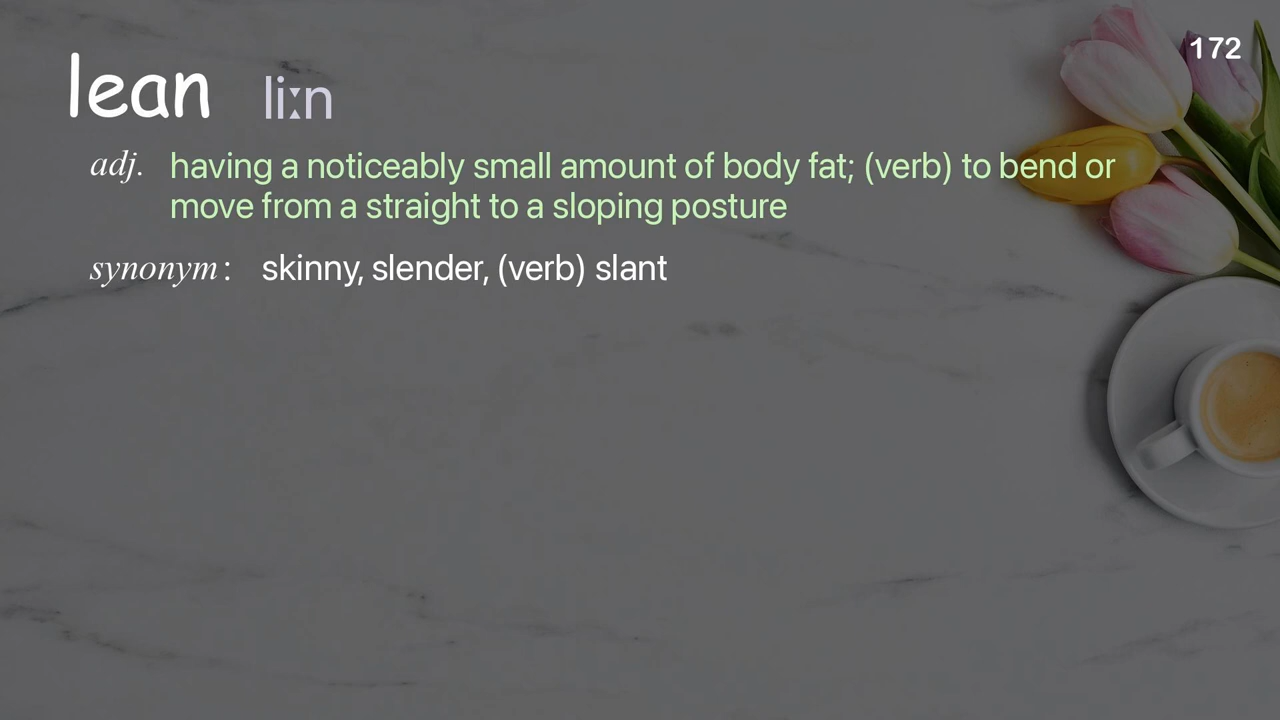 172
lean liːn
adj. having a noticeably small amount of body fat; (verb) to bend or
move from a straight to a sloping posture
synonym : skinny, slender, (verb) slant